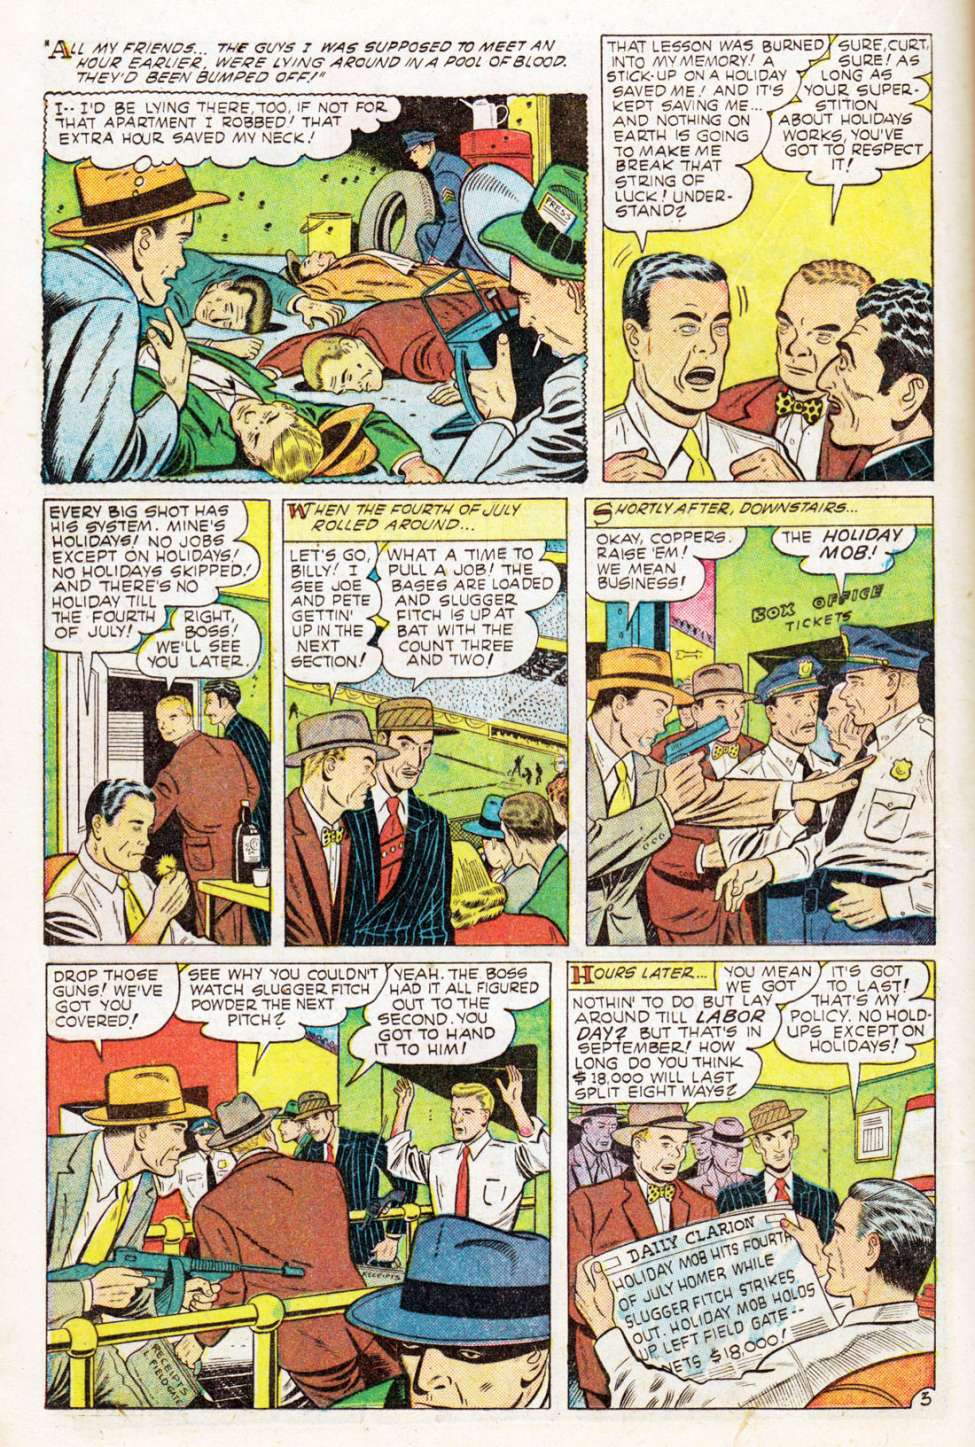 "All my friends... the guys I was supposed to meet an
hour earlier, were lying around in a pool of blood.
They'd been bumped off!"
I-- I'd be lying there, too, if not for
that apartment I robbed! That
extra hour saved my neck!
PRESS
That lesson was burned
into my memory! A
stick-up on a holiday
saved me! And it's
kept saving me...
and nothing on
earth is going
to make me
break that
string of
luck! Under-
stand?
Sure, Curt,
sure! As
long as
your super-
stition
about holidays
works, you've
got to respect
it!
Every big shot has
his system. Mine's
holidays! No jobs
except on holidays!
No holidays skipped!
And there's no
holiday till
the Fourth
of July!
Right,
boss!
We'll see
you later.
When the Fourth of July
rolled around...
Let's go,
Billy! I
see Joe
and Pete
gettin'
up in the
next
section!
What a time to
pull a job! The
bases are loaded
and Slugger
Fitch is up at
bat with the
count three
and two!
Shortly after, downstairs...
Okay, coppers.
Raise 'em!
We mean
business!
The Holiday
Mob!
BOX OFFICE
TICKETS
Drop those
guns! We've
got you
covered!
See why you couldn't
watch Slugger Fitch
powder the next
pitch?
Yeah. The boss
had it all figured
out to the
second. You
got to hand
it to him!
RECEIPTS
RECEIPTS
FIELD GATE
Hours later...
You mean
we got
nothin' to do but lay
around till Labor
Day? But that's in
September! How
long do you think
$18,000 will last
split eight ways?
It's got
to last!
That's my
policy. No hold-
ups except on
holidays!
DAILY CLARION
HOLIDAY MOB HITS FOURTH
OF JULY HOMER WHILE
SLUGGER FITCH STRIKES
OUT. HOLIDAY MOB HOLDS
UP LEFT FIELD GATE--
NETS $18,000!
3